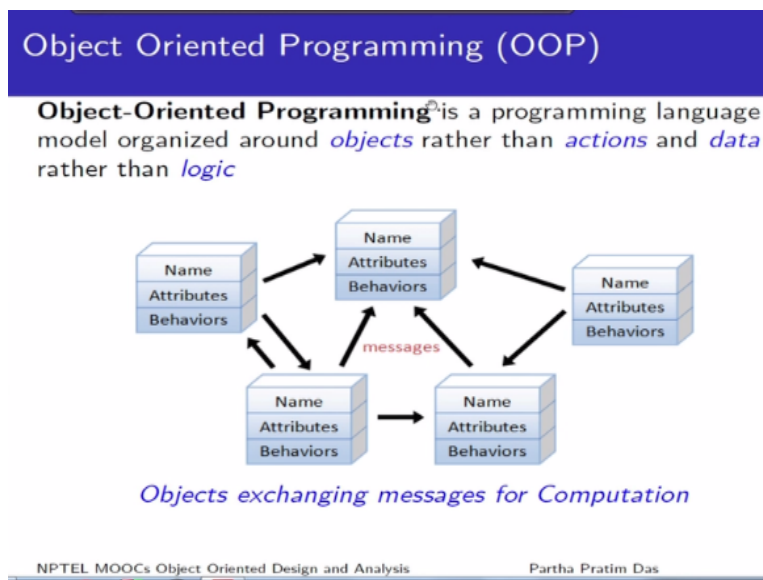 Object Oriented Programming (OOP)
Object-Oriented Programming is a programming language
model organized around objects rather than actions and data
rather than logic
Name
Attributes
Behaviors
Name
Attributes
Behaviors
Name
Attributes
Behaviors
messages
Name
Attributes
Behaviors
Name
Attributes
Behaviors
Objects exchanging messages for Computation
NPTEL MOOCs Object Oriented Design and Analysis
Partha Pratim Das